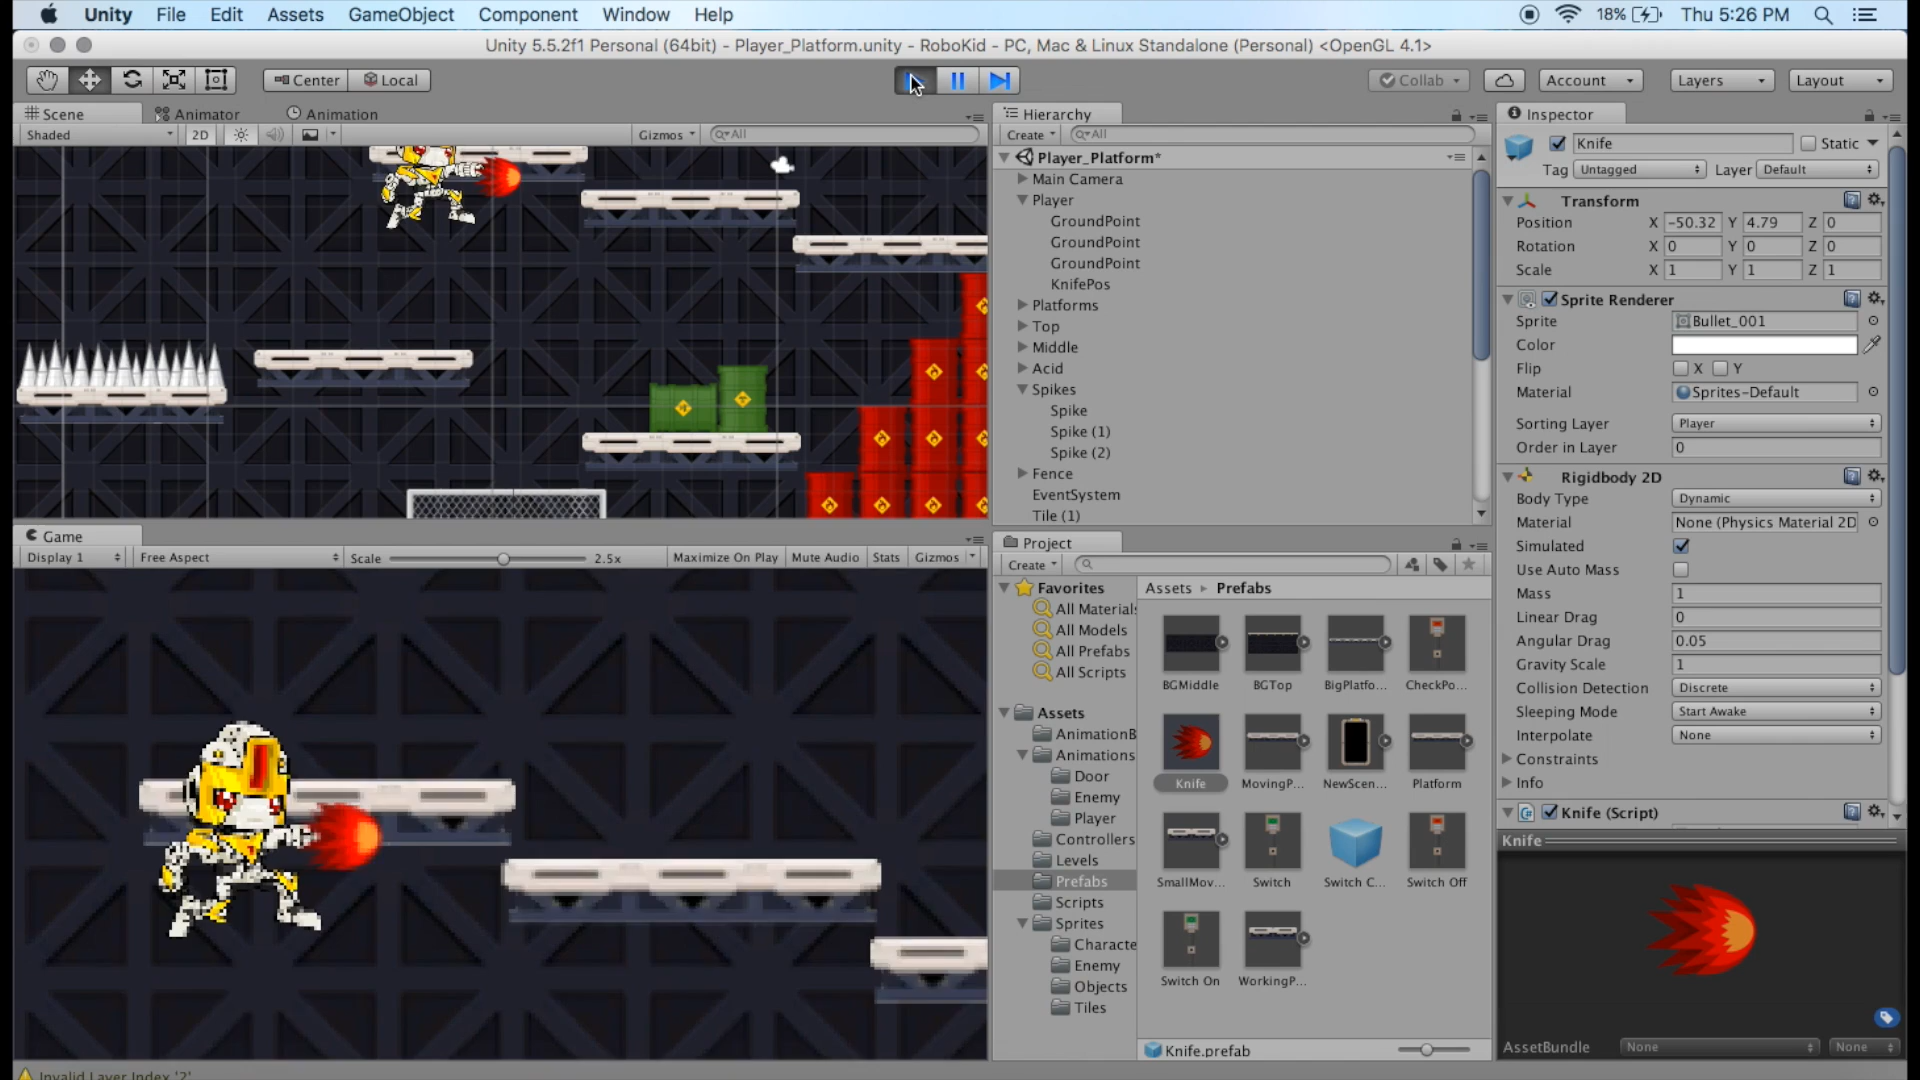 Unity File Edit Assets GameObject Component Window Help 18% Thu 5:26 PM
Unity 5.5.2f1 Personal (64bit) - Player_Platform.unity - RoboKid - PC, Mac & Linux Standalone (Personal) <OpenGL 4.1>
Center Local Collab Account Layers Layout
Scene Animator Animation
Shaded 2D Gizmos All
Game
Display 1 Free Aspect Scale 2.5x Maximize On Play Mute Audio Stats Gizmos
Hierarchy
Create All
Player_Platform*
Main Camera
Player
GroundPoint
GroundPoint
GroundPoint
KnifePos
Platforms
Top
Middle
Acid
Spikes
Spike
Spike (1)
Spike (2)
Fence
EventSystem
Tile (1)
Project
Create
Favorites
All Materials
All Models
All Prefabs
All Scripts
Assets
AnimationB
Animations
Door
Enemy
Player
Controllers
Levels
Prefabs
Scripts
Sprites
Characte
Enemy
Objects
Tiles
Assets Prefabs
BGMiddle BGTop BigPlatfo... CheckPo...
Knife MovingP... NewScen... Platform
SmallMov... Switch Switch C... Switch Off
Switch On WorkingP...
Knife.prefab
Inspector
Knife Static
Tag Untagged Layer Default
Transform
Position X -50.32 Y 4.79 Z 0
Rotation X 0 Y 0 Z 0
Scale X 1 Y 1 Z 1
Sprite Renderer
Sprite Bullet_001
Color
Flip X Y
Material Sprites-Default
Sorting Layer Player
Order in Layer 0
Rigidbody 2D
Body Type Dynamic
Material None (Physics Material 2D
Simulated
Use Auto Mass
Mass 1
Linear Drag 0
Angular Drag 0.05
Gravity Scale 1
Collision Detection Discrete
Sleeping Mode Start Awake
Interpolate None
Constraints
Info
Knife (Script)
Knife
AssetBundle None None
Invalid Layer Index '2'